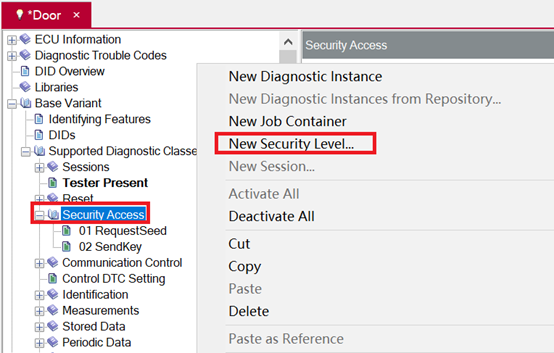 *Door ×
ECU Information
Diagnostic Trouble Codes
DID Overview
Libraries
Base Variant
Identifying Features
DIDs
Supported Diagnostic Classe
Sessions
Tester Present
Reset
Security Access
01 RequestSeed
02 SendKey
Communication Control
Control DTC Setting
Identification
Measurements
Stored Data
Periodic Data
Security Access
New Diagnostic Instance
New Diagnostic Instances from Repository...
New Job Container
New Security Level...
New Session...
Activate All
Deactivate All
Cut
Copy
Paste
Delete
Paste as Reference